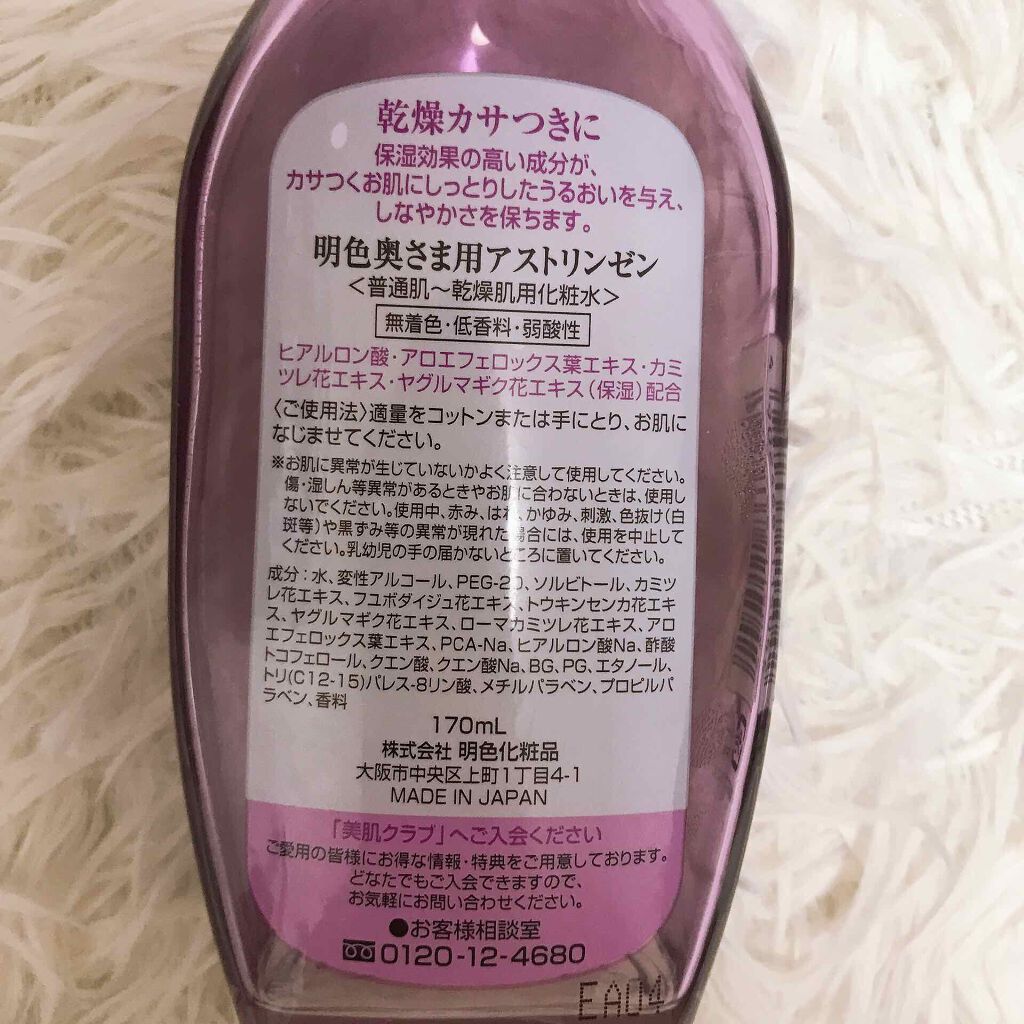 乾燥カサつきに
保湿効果の高い成分が、
カサつくお肌にしっとりしたうるおいを与え、
しなやかさを保ちます。
明色奥さま用アストリンゼン
＜普通肌～乾燥肌用化粧水＞
無着色・低香料・弱酸性
ヒアルロン酸・アロエフェロックス葉エキス・カミ
ツレ花エキス・ヤグルマギク花エキス（保湿）配合
〈ご使用法〉適量をコットンまたは手にとり、お肌に
なじませてください。
※お肌に異常が生じていないかよく注意して使用してください。
傷・湿しん等異常があるときやお肌に合わないときは、使用し
ないでください。使用中、赤み、はれ、かゆみ、刺激、色抜け（白
斑等）や黒ずみ等の異常が現れた場合には、使用を中止して
ください。乳幼児の手の届かないところに置いてください。
成分：水、変性アルコール、PEG-20、ソルビトール、カミツ
レ花エキス、フユボダイジュ花エキス、トウキンセンカ花エキ
ス、ヤグルマギク花エキス、ローマカミツレ花エキス、アロ
エフェロックス葉エキス、PCA-Na、ヒアルロン酸Na、酢酸
トコフェロール、クエン酸、クエン酸Na、BG、PG、エタノール、
トリ(C12-15)パレス-8リン酸、メチルパラベン、プロピルパ
ラベン、香料
170mL
株式会社 明色化粧品
大阪市中央区上町1丁目4-1
MADE IN JAPAN
「美肌クラブ」へご入会ください
ご愛用の皆様にお得な情報・特典をご用意しております。
どなたでもご入会できますので、
お気軽にお問い合わせください。
●お客様相談室
0120-12-4680
EAU4